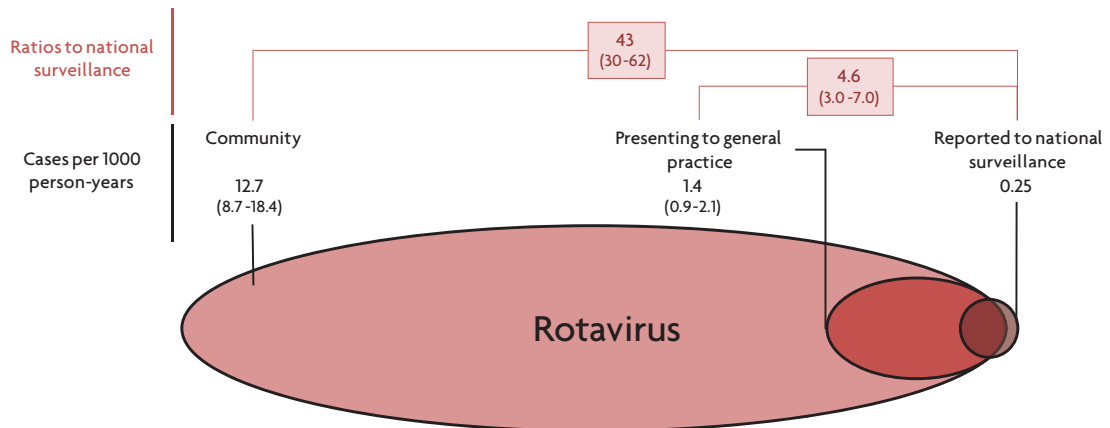 Ratios to national
surveillance
43
(30-62)
4.6
(3.0-7.0)
Cases per 1000
person-years
Community
12.7
(8.7-18.4)
Presenting to general
practice
1.4
(0.9-2.1)
Reported to national
surveillance
0.25
Rotavirus